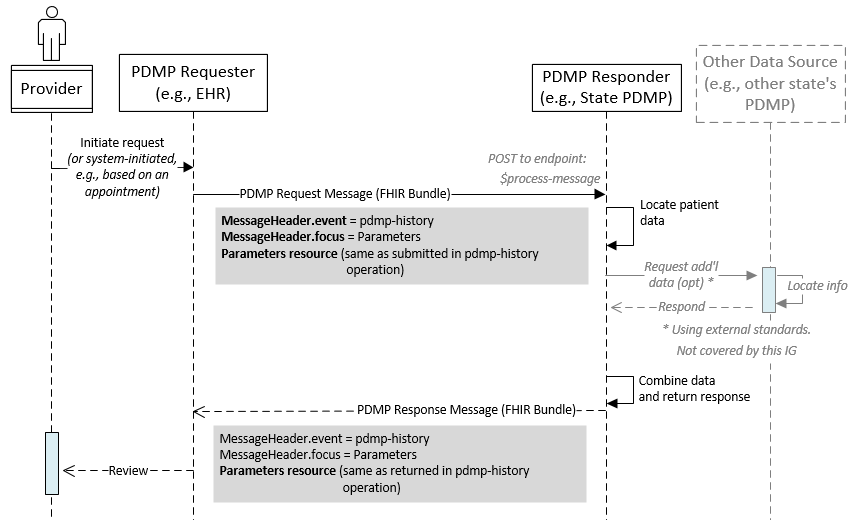 Provider
PDMP Requester
(e.g., EHR)
PDMP Responder
(e.g., State PDMP)
Other Data Source
(e.g., other state's
PDMP)
Initiate request
(or system-initiated,
e.g., based on an
appointment)
POST to endpoint:
$process-message
PDMP Request Message (FHIR Bundle)
MessageHeader.event = pdmp-history
MessageHeader.focus = Parameters
Parameters resource (same as submitted in pdmp-history
operation)
Locate patient
data
Request add'l
data (opt) *
Locate info
Respond
* Using external standards.
Not covered by this IG
Combine data
and return response
PDMP Response Message (FHIR Bundle)
MessageHeader.event = pdmp-history
MessageHeader.focus = Parameters
Parameters resource (same as returned in pdmp-history
operation)
Review